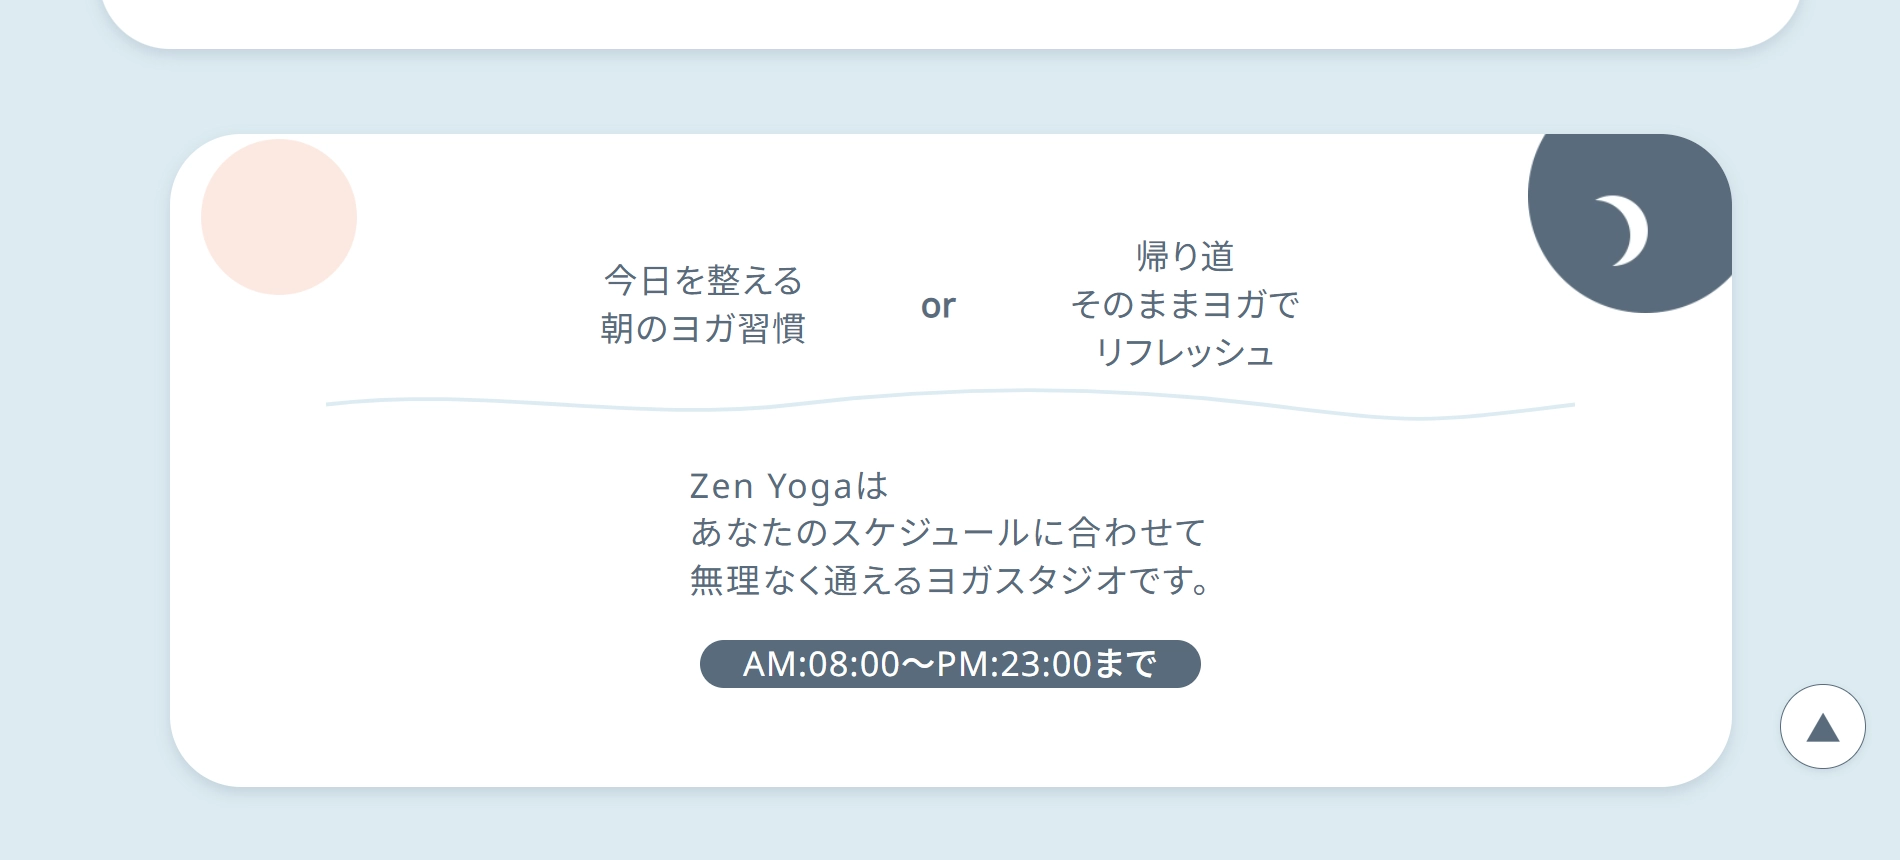 今日を整える
朝のヨガ習慣
or
帰り道
そのままヨガで
リフレッシュ
Zen Yogaは
あなたのスケジュールに合わせて
無理なく通えるヨガスタジオです。
AM:08:00〜PM:23:00まで